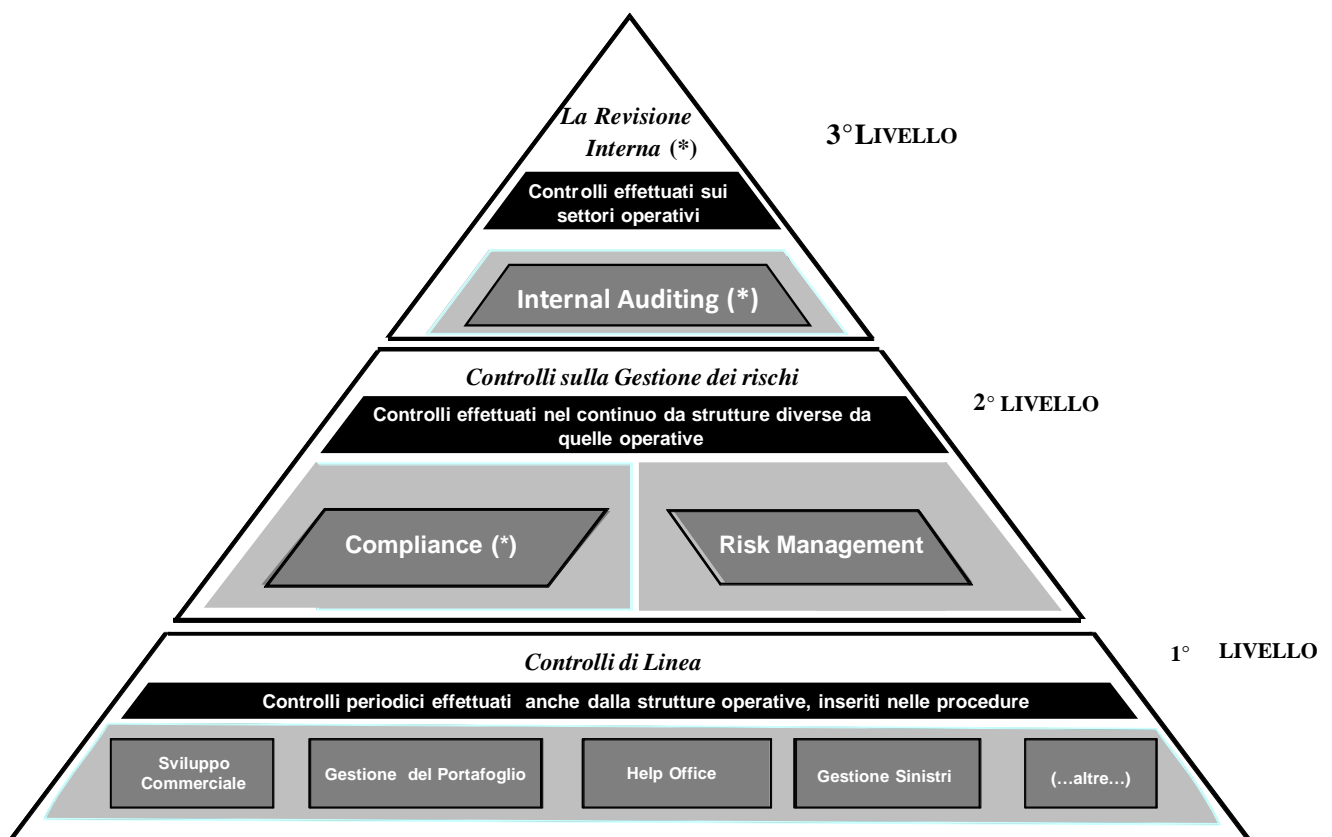 La Revisione
Interna (*)
3°LIVELLO
Controlli effettuati sui
settori operativi
Internal Auditing (*)
Controlli sulla Gestione dei rischi
2° LIVELLO
Controlli effettuati nel continuo da strutture diverse da
quelle operative
Compliance (*)
Risk Management
1° LIVELLO
Controlli di Linea
Controlli periodici effettuati anche dalla strutture operative, inseriti nelle procedure
Sviluppo
Commerciale
Gestione del Portafoglio
Help Office
Gestione Sinistri
(...altre...)